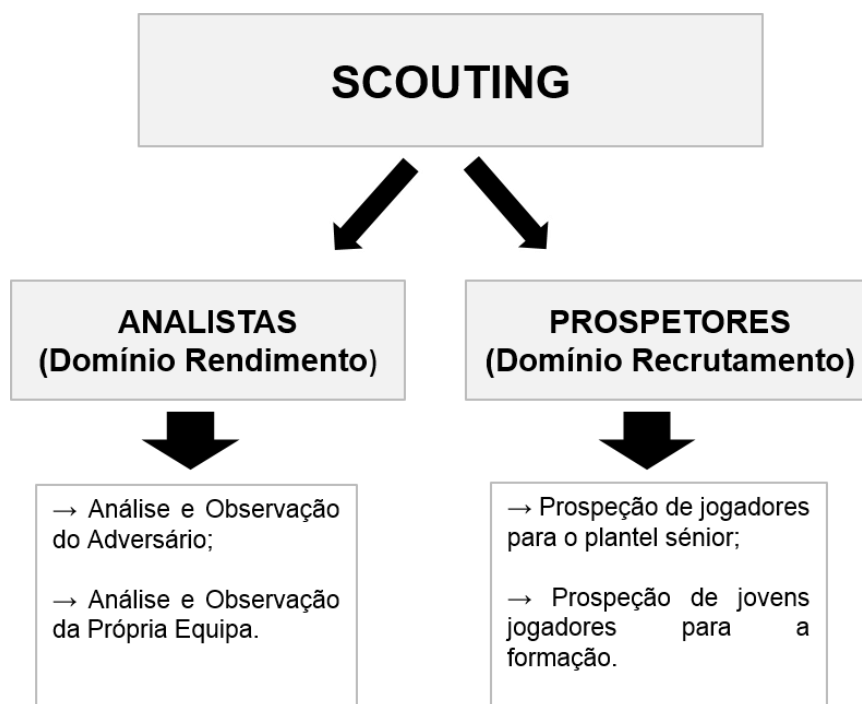 SCOUTING
ANALISTAS
(Domínio Rendimento)
PROSPETORES
(Domínio Recrutamento)
→ Análise e Observação
do Adversário;
→ Análise e Observação
da Própria Equipa.
→ Prospeção de jogadores
para o plantel sénior;
→ Prospeção de jovens
jogadores para a
formação.